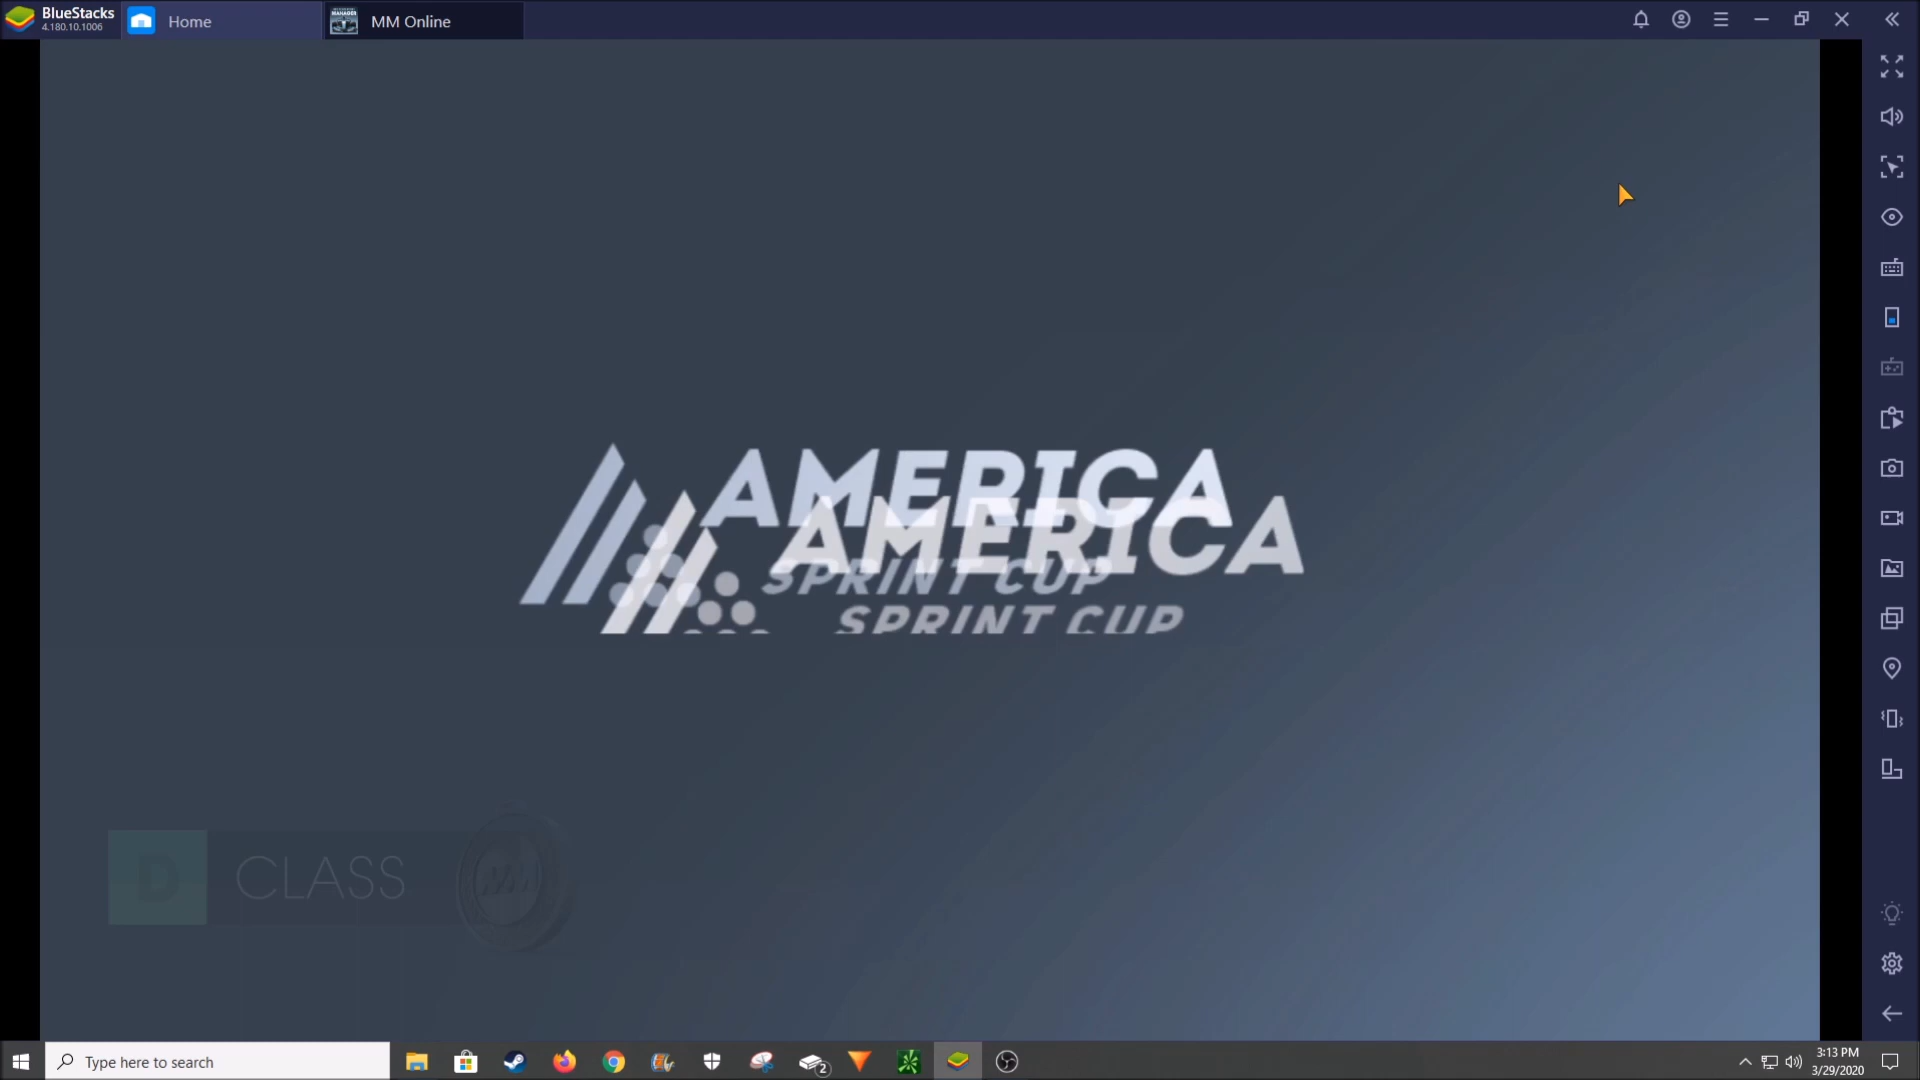 BlueStacks
4.180.10.1006
Home
MM Online
AMERICA
AMERICA
SPRINT CUP
SPRINT CUP
D CLASS
Type here to search
2
3:13 PM
3/29/2020